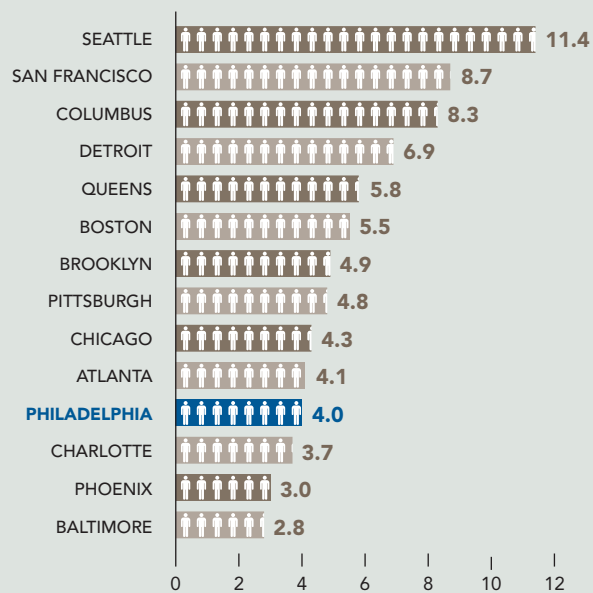 SEATTLE 11.4
SAN FRANCISCO 8.7
COLUMBUS 8.3
DETROIT 6.9
QUEENS 5.8
BOSTON 5.5
BROOKLYN 4.9
PITTSBURGH 4.8
CHICAGO 4.3
ATLANTA 4.1
PHILADELPHIA 4.0
CHARLOTTE 3.7
PHOENIX 3.0
BALTIMORE 2.8
0 2 4 6 8 10 12